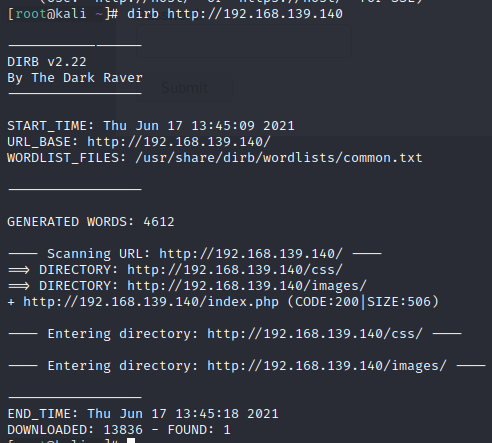 [root@kali ~]# dirb http://192.168.139.140
DIRB v2.22
By The Dark Raver
START_TIME: Thu Jun 17 13:45:09 2021
URL_BASE: http://192.168.139.140/
WORDLIST_FILES: /usr/share/dirb/wordlists/common.txt
GENERATED WORDS: 4612
---- Scanning URL: http://192.168.139.140/ ----
==> DIRECTORY: http://192.168.139.140/css/
==> DIRECTORY: http://192.168.139.140/images/
+ http://192.168.139.140/index.php (CODE:200|SIZE:506)
---- Entering directory: http://192.168.139.140/css/ ----
---- Entering directory: http://192.168.139.140/images/ ----
END_TIME: Thu Jun 17 13:45:18 2021
DOWNLOADED: 13836 - FOUND: 1